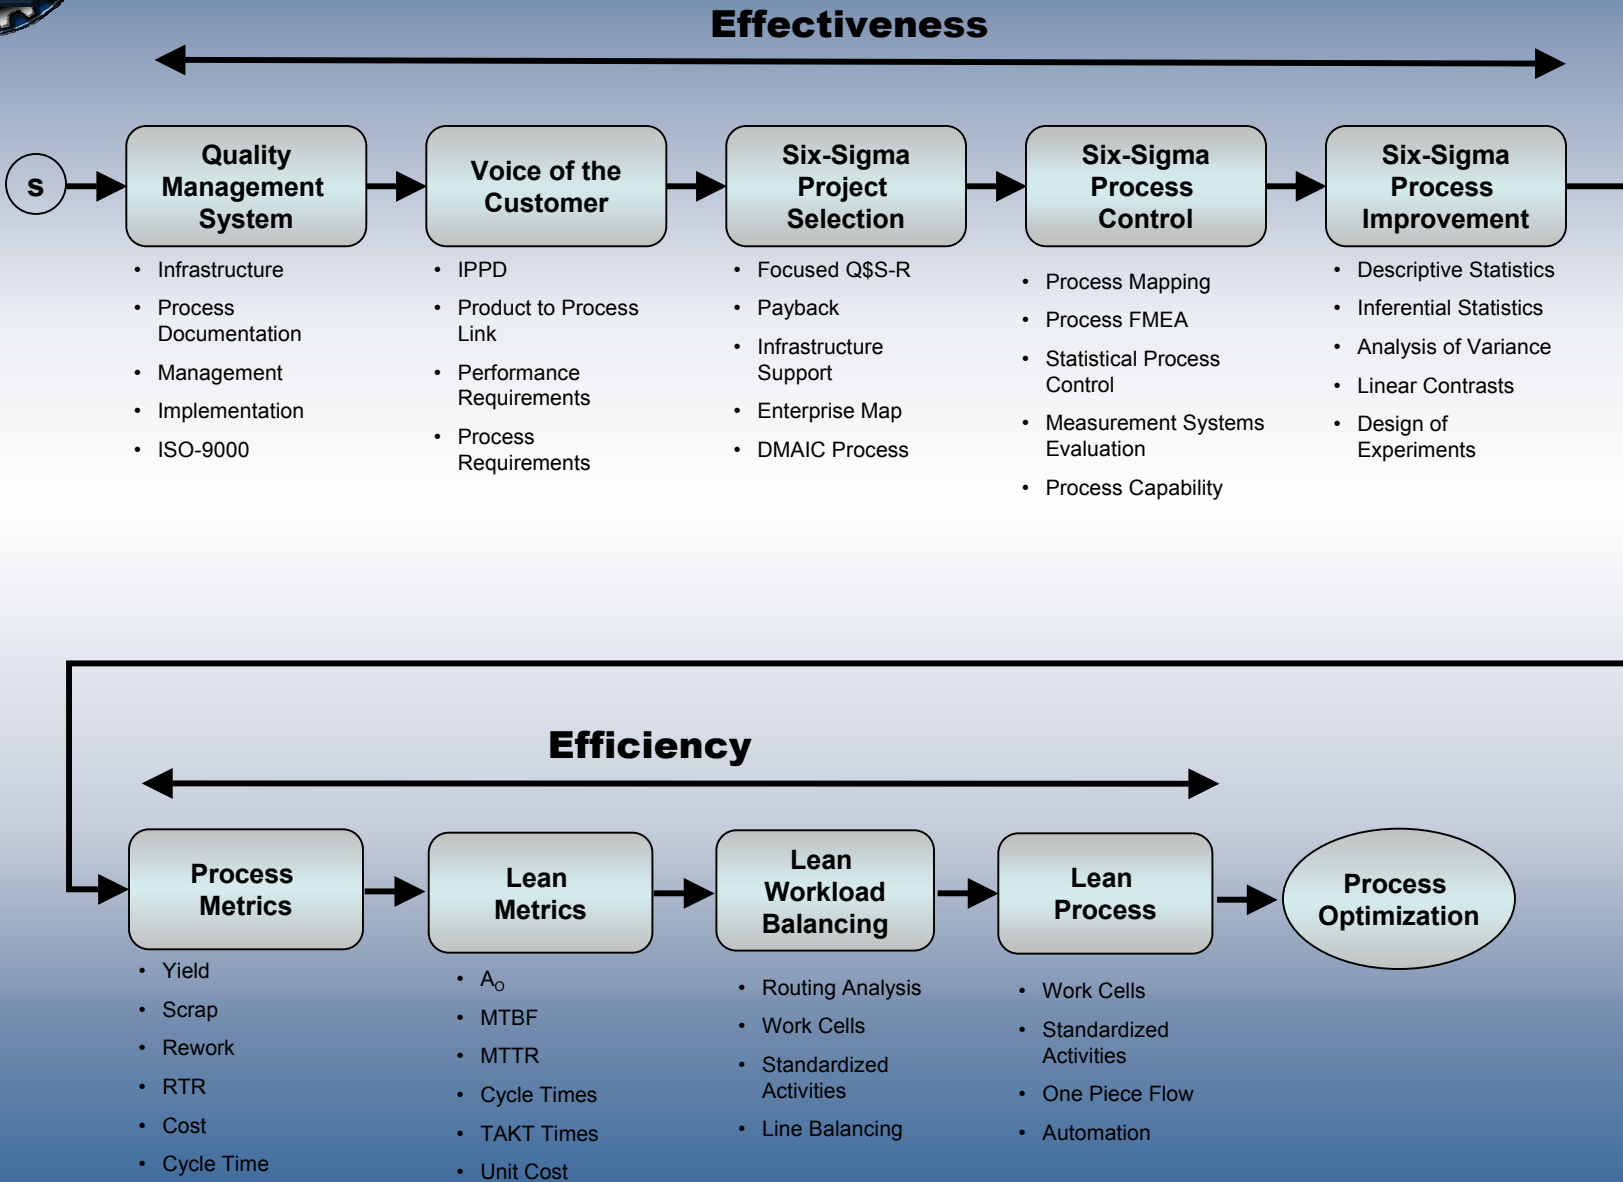 Effectiveness
s
Quality
Management
System
Voice of the
Customer
Six-Sigma
Project
Selection
Six-Sigma
Process
Control
Six-Sigma
Process
Improvement
• Infrastructure
• Process
Documentation
• Management
• Implementation
• ISO-9000
• IPPD
• Product to Process
Link
• Performance
Requirements
• Process
Requirements
• Focused Q$S-R
• Payback
• Infrastructure
Support
• Enterprise Map
• DMAIC Process
• Process Mapping
• Process FMEA
• Statistical Process
Control
• Measurement Systems
Evaluation
• Process Capability
• Descriptive Statistics
• Inferential Statistics
• Analysis of Variance
• Linear Contrasts
• Design of
Experiments
Efficiency
Process
Metrics
Lean
Metrics
Lean
Workload
Balancing
Lean
Process
Process
Optimization
• Yield
• Scrap
• Rework
• RTR
• Cost
• Cycle Time
• AO
• MTBF
• MTTR
• Cycle Times
• TAKT Times
• Unit Cost
• Routing Analysis
• Work Cells
• Standardized
Activities
• Line Balancing
• Work Cells
• Standardized
Activities
• One Piece Flow
• Automation